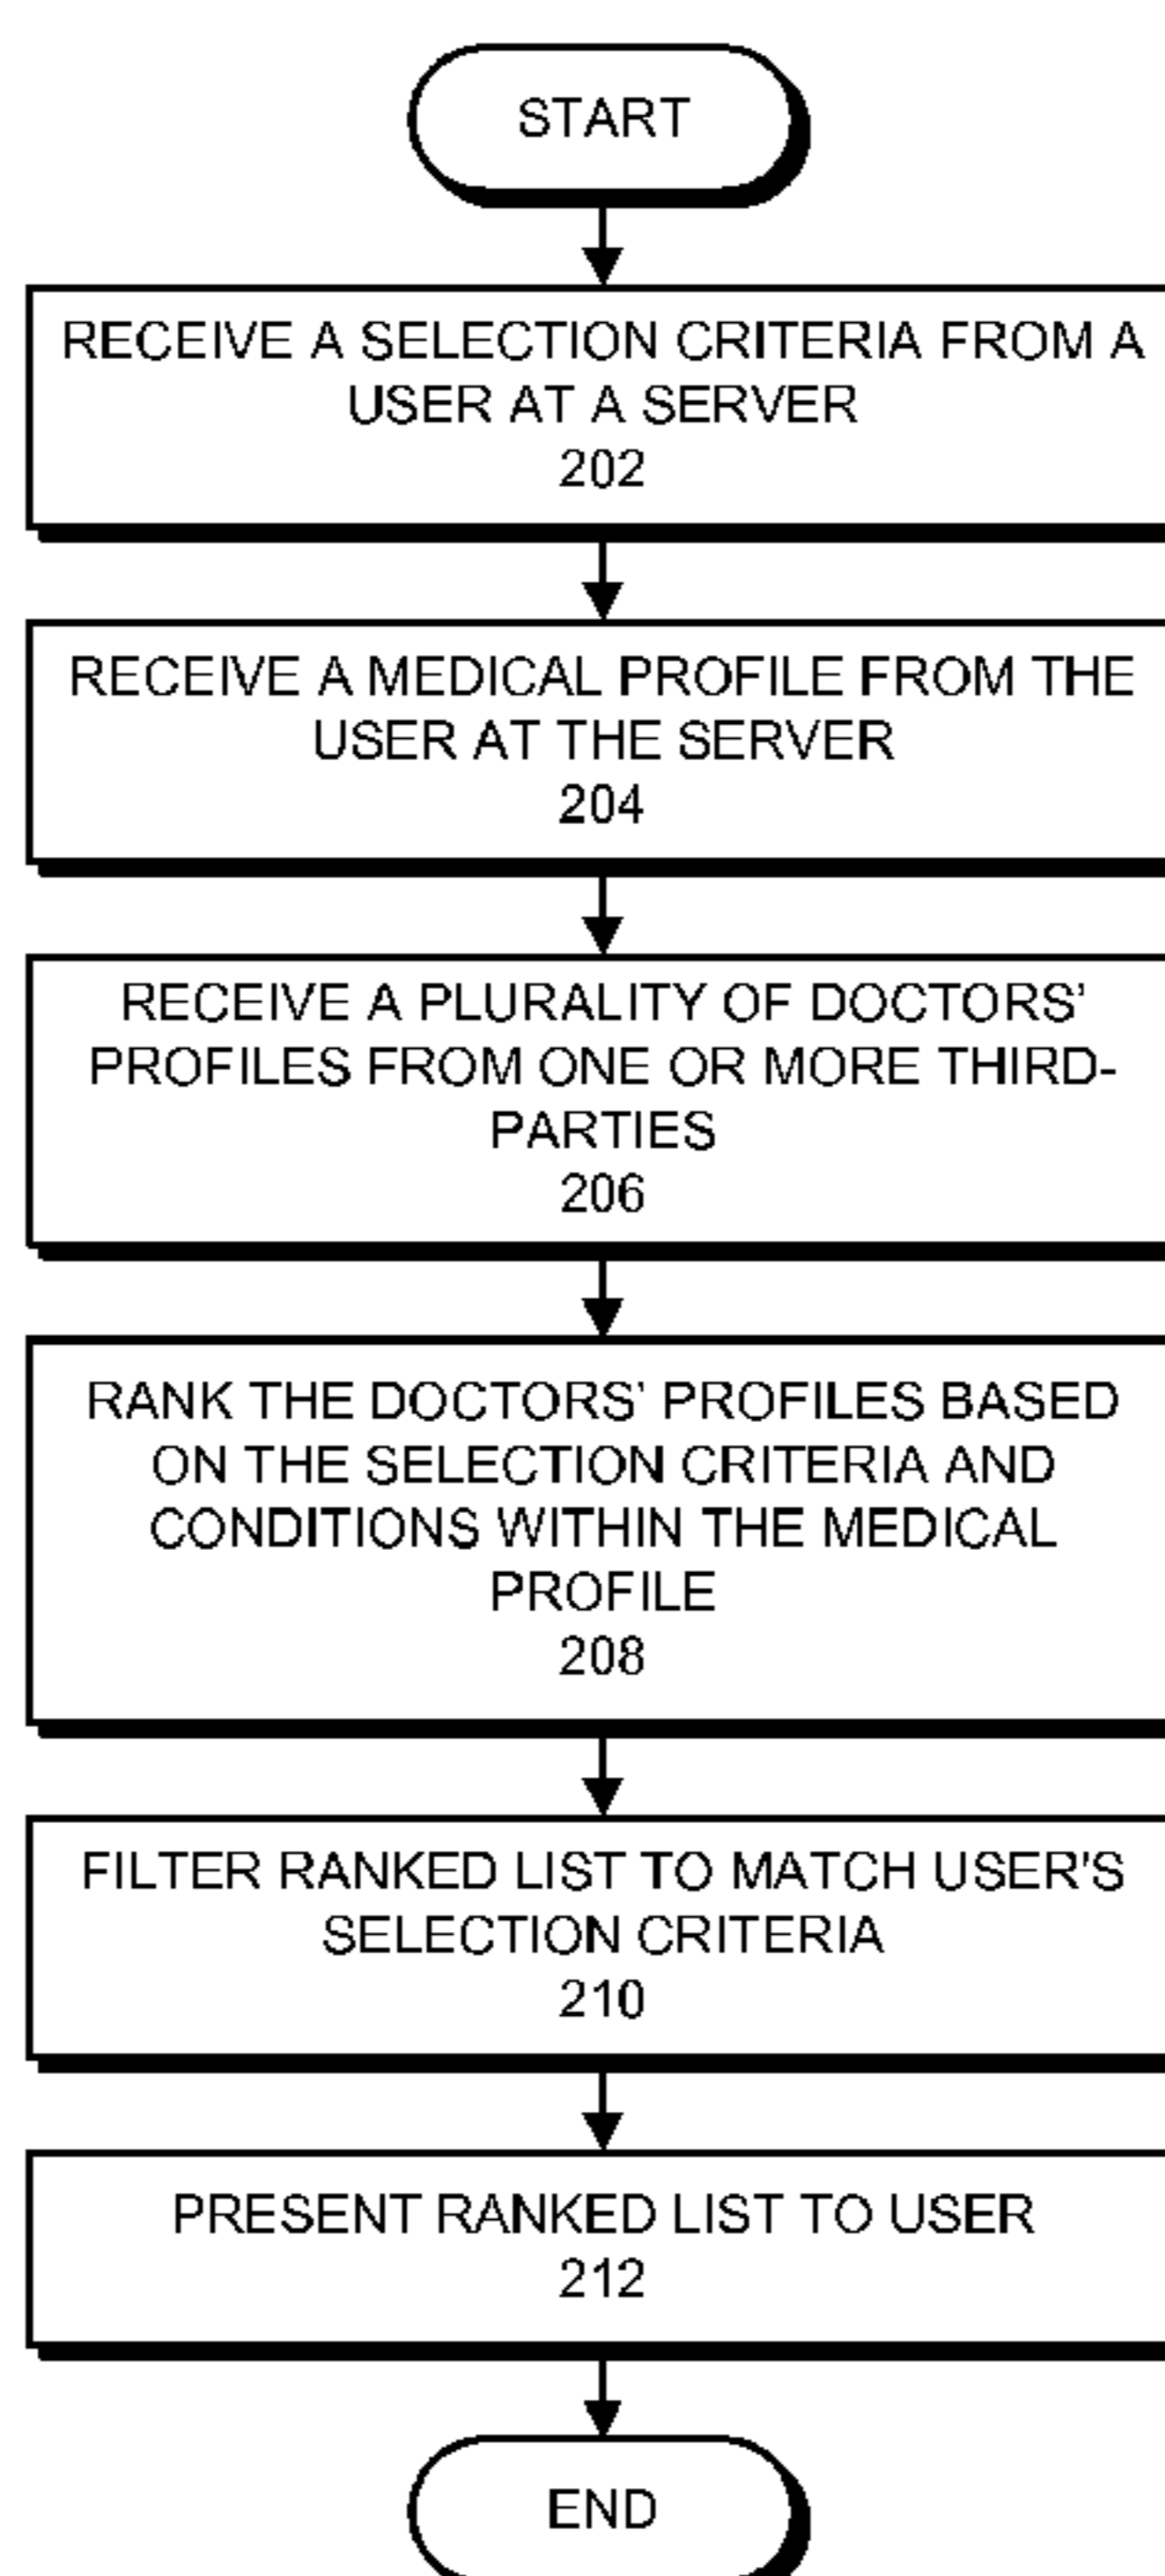 START
RECEIVE A SELECTION CRITERIA FROM A
USER AT A SERVER
202
RECEIVE A MEDICAL PROFILE FROM THE
USER AT THE SERVER
204
RECEIVE A PLURALITY OF DOCTORS'
PROFILES FROM ONE OR MORE THIRD-
PARTIES
206
RANK THE DOCTORS' PROFILES BASED
ON THE SELECTION CRITERIA AND
CONDITIONS WITHIN THE MEDICAL
PROFILE
208
FILTER RANKED LIST TO MATCH USER'S
SELECTION CRITERIA
210
PRESENT RANKED LIST TO USER
212
END